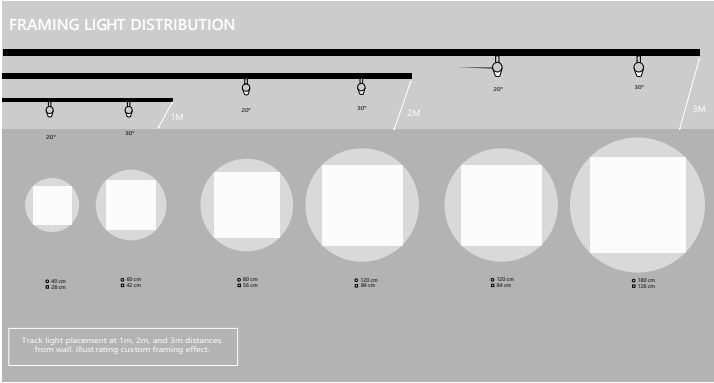 FRAMING LIGHT DISTRIBUTION
20°
30°
1M
20°
30°
2M
20°
30°
3M
40 cm
28 cm
60 cm
42 cm
80 cm
56 cm
120 cm
84 cm
120 cm
84 cm
180 cm
126 cm
Track light placement at 1m, 2m, and 3m distances
from wall. illustrating custom framing effect.